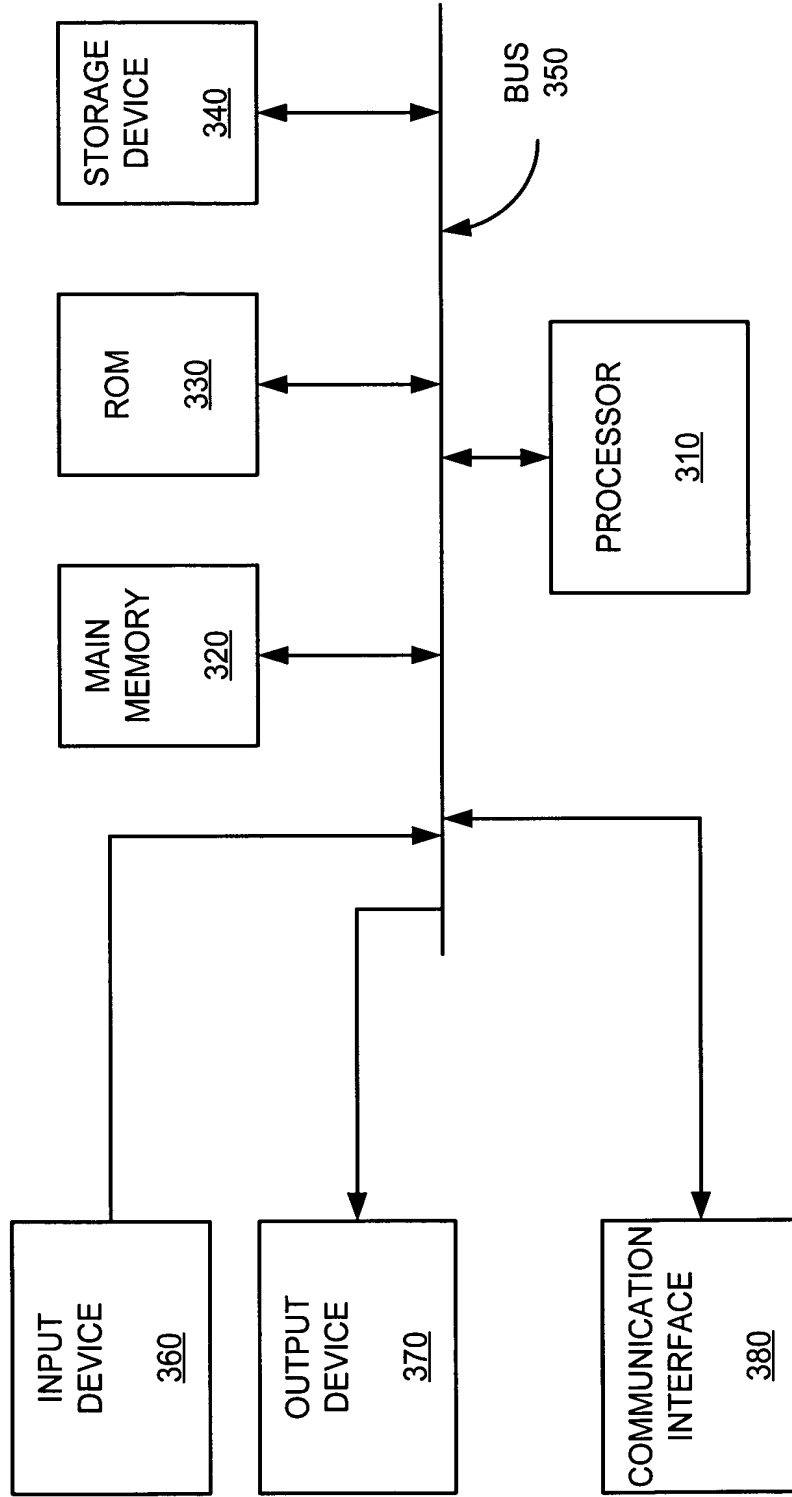 INPUT
DEVICE
360
OUTPUT
DEVICE
370
COMMUNICATION
INTERFACE
380
MAIN
MEMORY
320
ROM
330
STORAGE
DEVICE
340
PROCESSOR
310
BUS
350